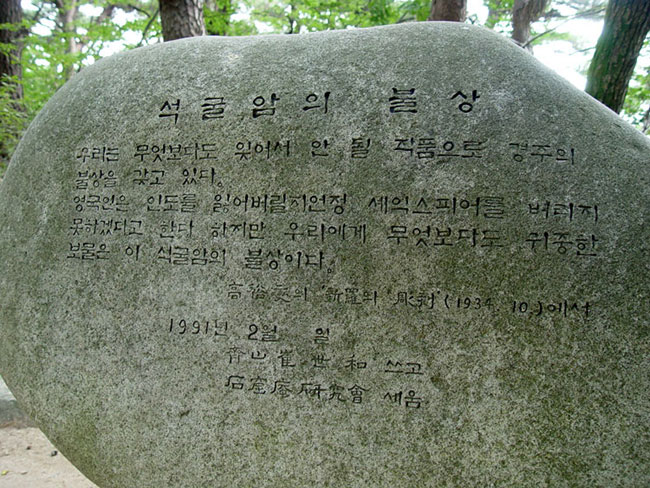 석굴암의 불상
우리는 무엇보다도 잊어서 안 될 작품으로 경주의
불상을 갖고 있다.
영국인은 인도를 잃어버릴지언정 세익스피어를 버리지
못하겠다고 한다 하지만 우리에게 무엇보다도 귀중한
보물은 이 석굴암의 불상이다.
高裕燮의 "新羅의 彫刻" (1934. 10.)에서
1991년 2월 일
齊山 崔世和 쓰고
石窟庵硏究會 세움